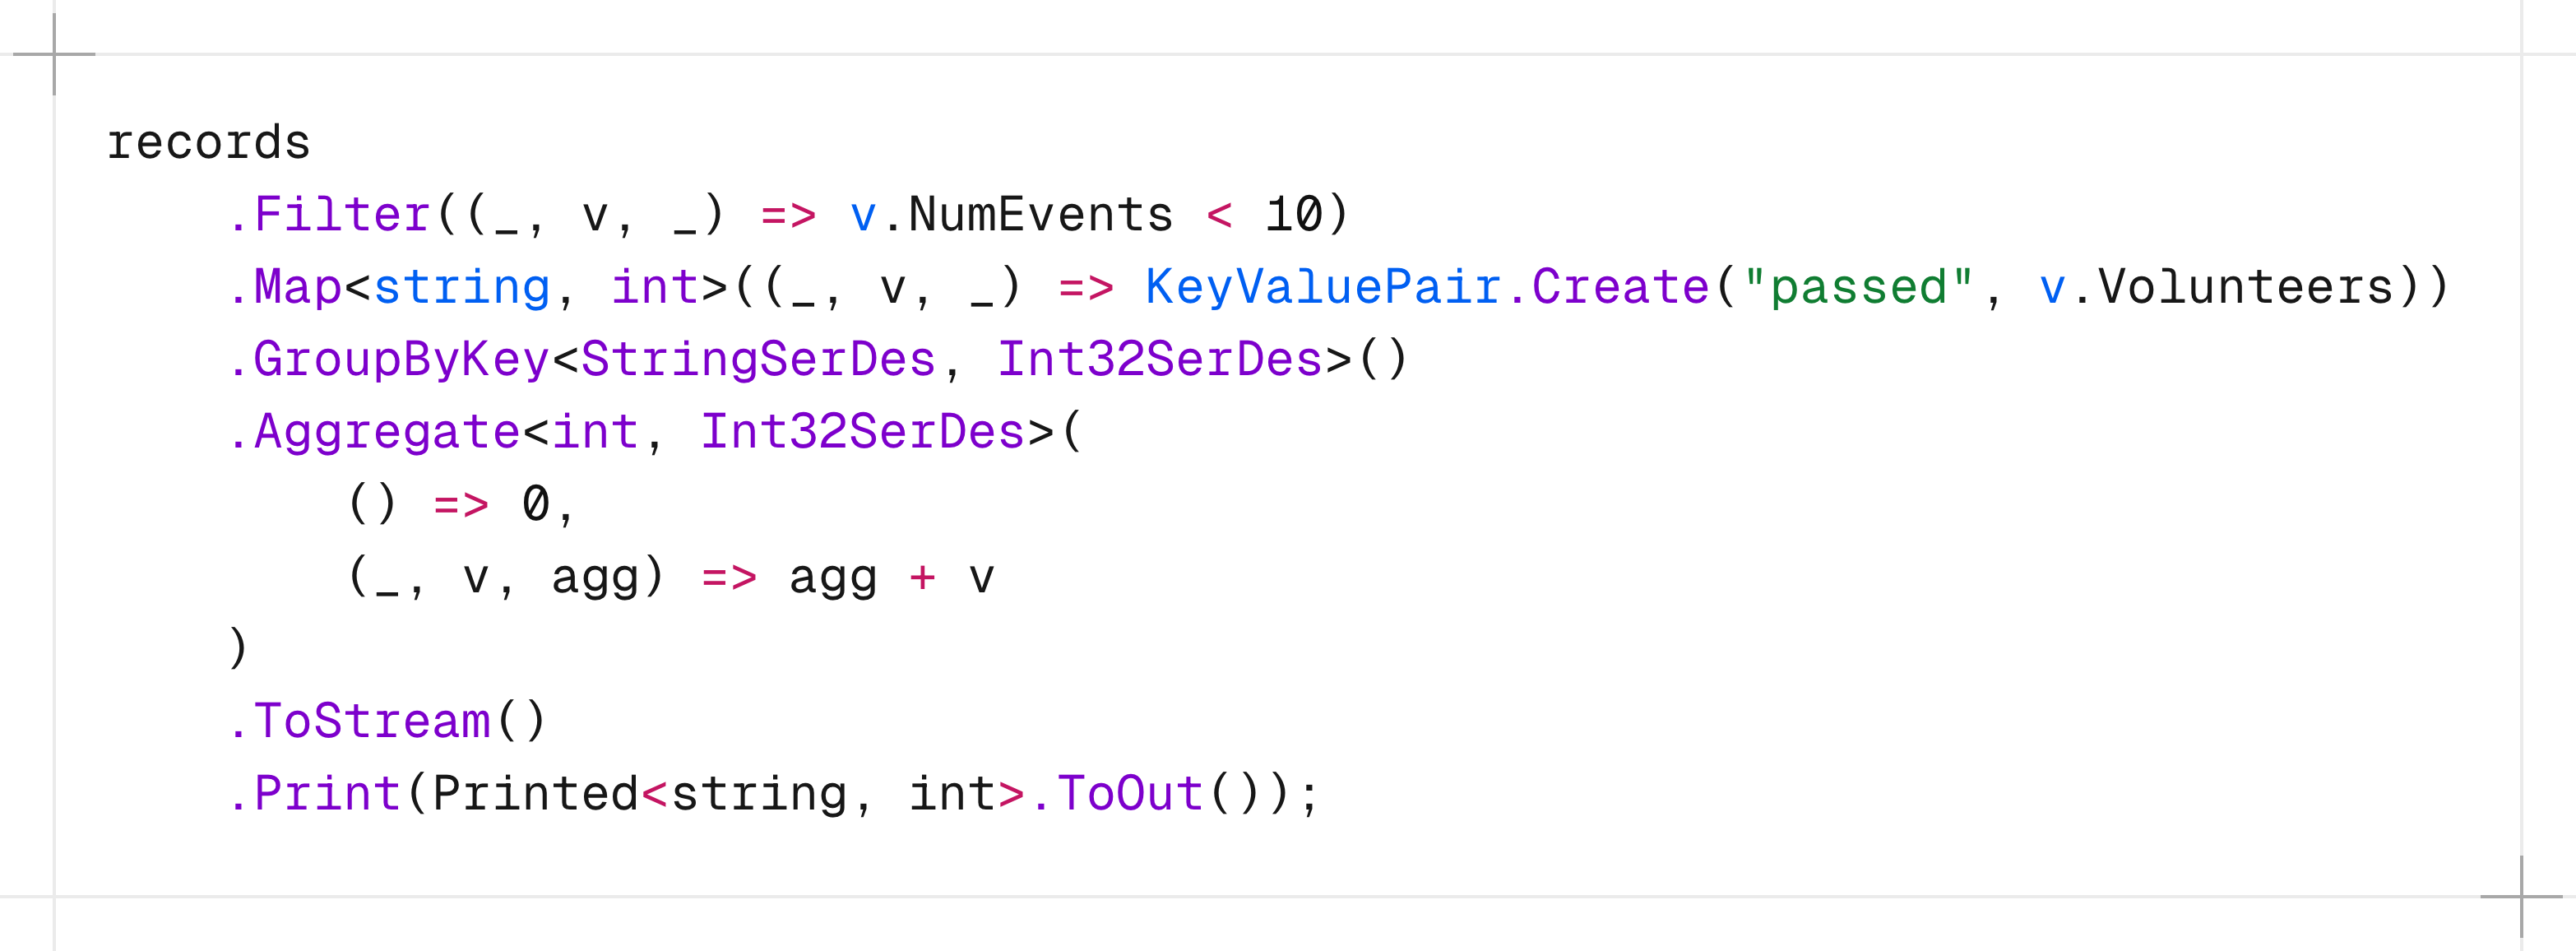 records
.Filter((_, v, _) => v.NumEvents < 10)
.Map<string, int>((_, v, _) => KeyValuePair.Create("passed", v.Volunteers))
.GroupByKey<StringSerDes, Int32SerDes>()
.Aggregate<int, Int32SerDes>(
() => 0,
(_, v, agg) => agg + v
)
.ToStream()
.Print(Printed<string, int>.ToOut());